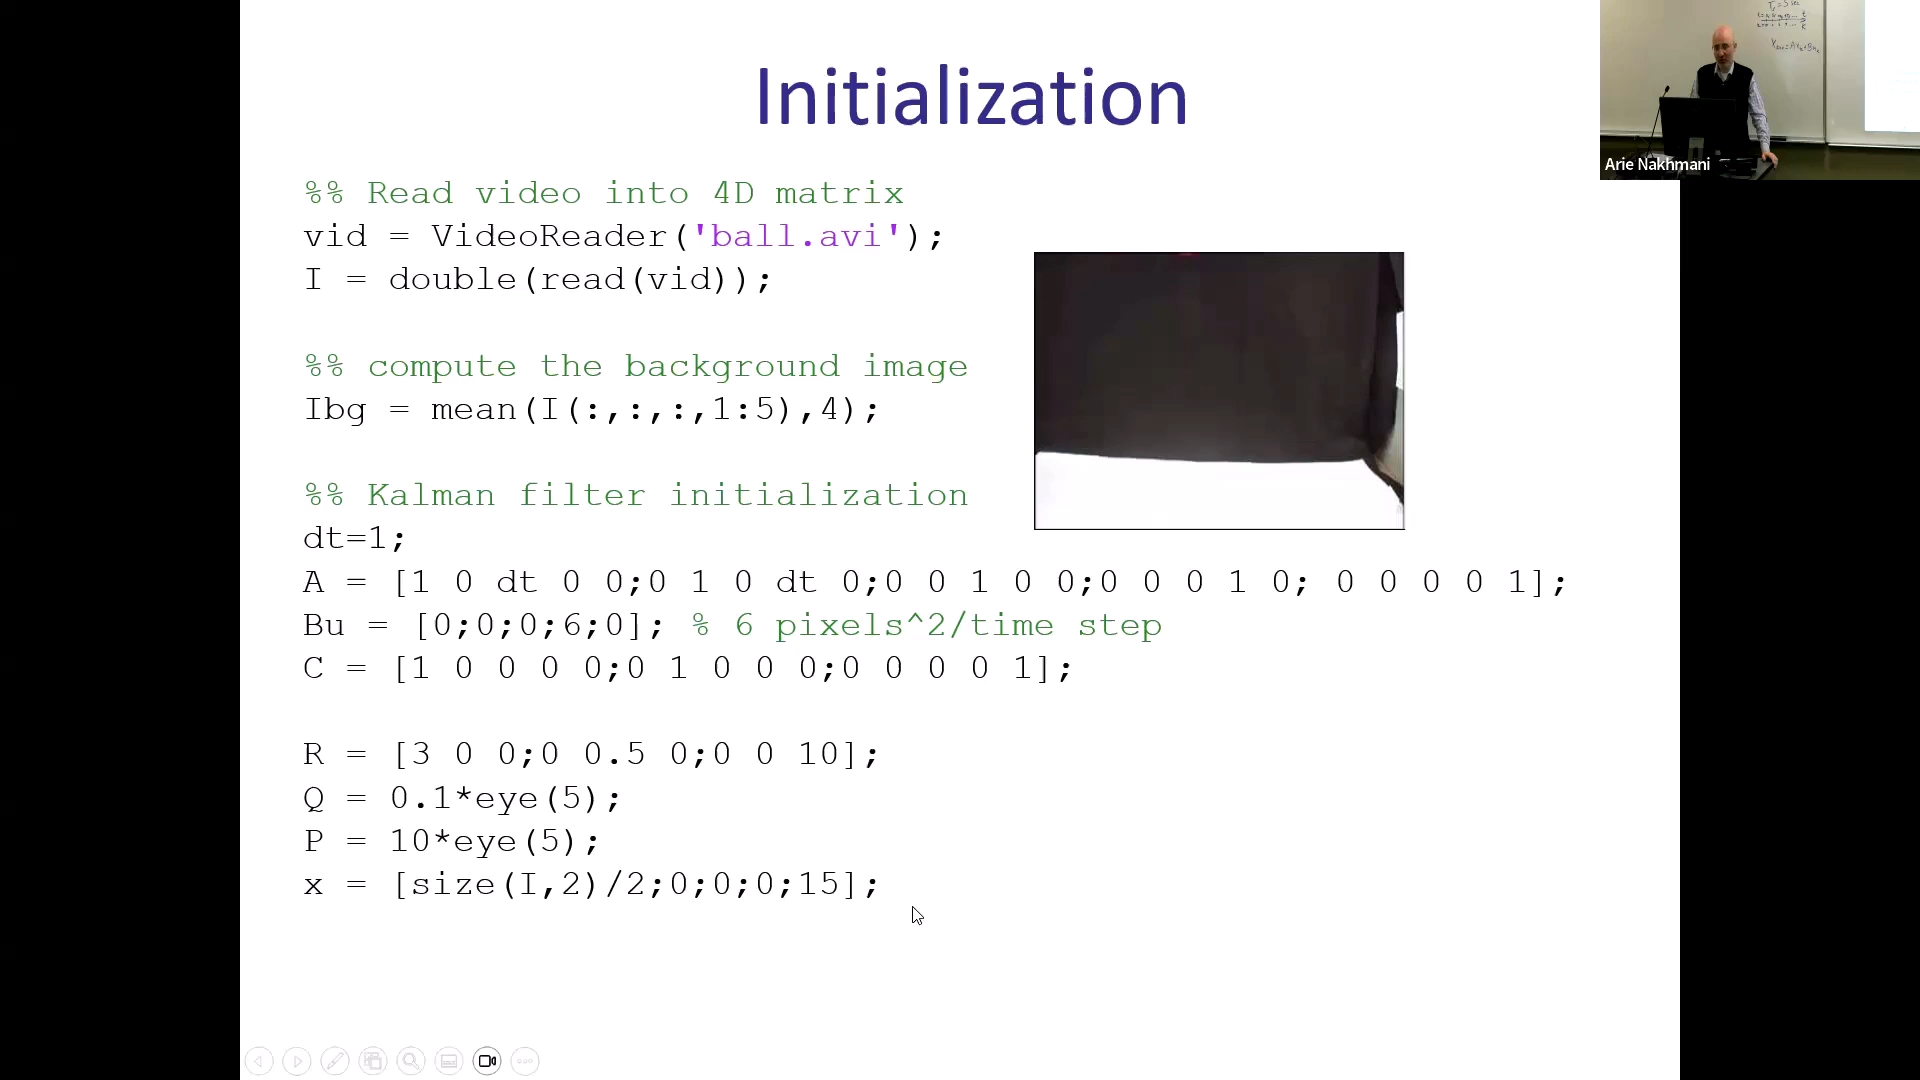 Initialization
%% Read video into 4D matrix
vid = VideoReader('ball.avi');
I = double(read(vid));
%% compute the background image
Ibg = mean(I(:,:,:,1:5),4);
%% Kalman filter initialization
dt=1;
A = [1 0 dt 0 0;0 1 0 dt 0;0 0 1 0 0;0 0 0 1 0; 0 0 0 0 1];
Bu = [0;0;0;6;0]; % 6 pixels^2/time step
C = [1 0 0 0 0;0 1 0 0 0;0 0 0 0 1];
R = [3 0 0;0 0.5 0;0 0 10];
Q = 0.1*eye(5);
P = 10*eye(5);
x = [size(I,2)/2;0;0;0;15];
Arie Nakhmani